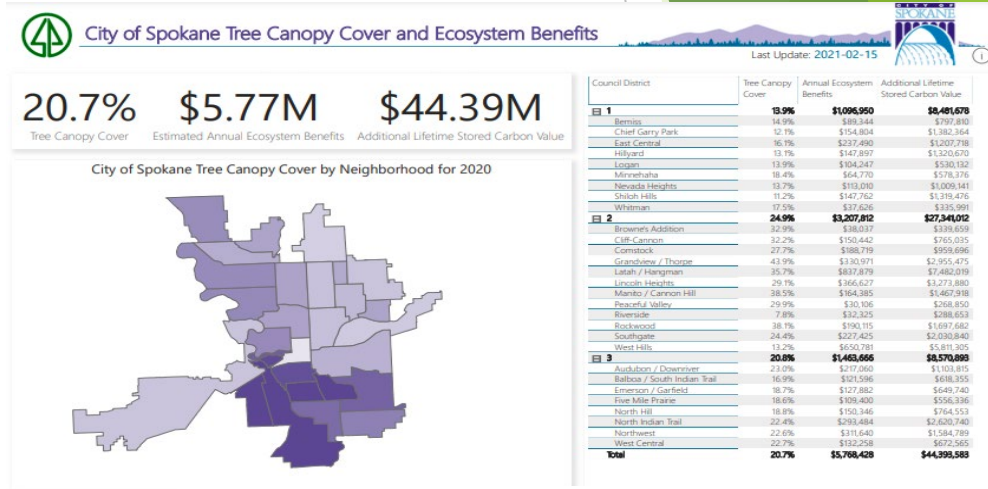 City of Spokane Tree Canopy Cover and Ecosystem Benefits
CITY OF
SPOKANE
Last Update: 2021-02-15
20.7% $5.77M $44.39M
Tree Canopy Cover Estimated Annual Ecosystem Benefits Additional Lifetime Stored Carbon Value
City of Spokane Tree Canopy Cover by Neighborhood for 2020
Council District Tree Canopy Annual Ecosystem Additional Lifetime
Cover Benefits Stored Carbon Value
1 13.9% $1,096,950 $8,481,678
Bemiss 14.9% $89,344 $797,810
Chief Garry Park 12.1% $154,804 $1,382,364
East Central 16.1% $237,490 $1,207,718
Hillyard 13.1% $147,897 $1,320,670
Logan 13.9% $104,247 $530,132
Minnehaha 18.4% $64,770 $578,376
Nevada Heights 13.7% $113,010 $1,009,141
Shiloh Hills 11.2% $147,762 $1,319,476
Whitman 17.5% $37,626 $335,991
2 24.9% $3,207,812 $27,341,012
Browne's Addition 32.9% $38,037 $339,659
Cliff-Cannon 32.2% $150,442 $765,035
Comstock 27.7% $188,719 $959,696
Grandview / Thorpe 43.9% $330,971 $2,955,475
Latah / Hangman 35.7% $837,879 $7,482,019
Lincoln Heights 29.1% $366,627 $3,273,880
Manito / Cannon Hill 38.5% $164,385 $1,467,918
Peaceful Valley 29.9% $30,106 $268,850
Riverside 7.8% $32,325 $288,653
Rockwood 38.1% $190,115 $1,697,682
Southgate 24.4% $227,425 $2,030,840
West Hills 13.2% $650,781 $5,811,305
3 20.8% $1,463,666 $8,570,893
Audubon / Downriver 23.0% $217,060 $1,103,815
Balboa / South Indian Trail 16.9% $121,596 $618,355
Emerson / Garfield 18.7% $127,882 $649,740
Five Mile Prairie 18.6% $109,400 $556,336
North Hill 18.8% $150,346 $764,553
North Indian Trail 22.4% $293,484 $2,620,740
Northwest 22.6% $311,640 $1,584,789
West Central 22.7% $132,258 $672,565
Total 20.7% $5,768,428 $44,393,583